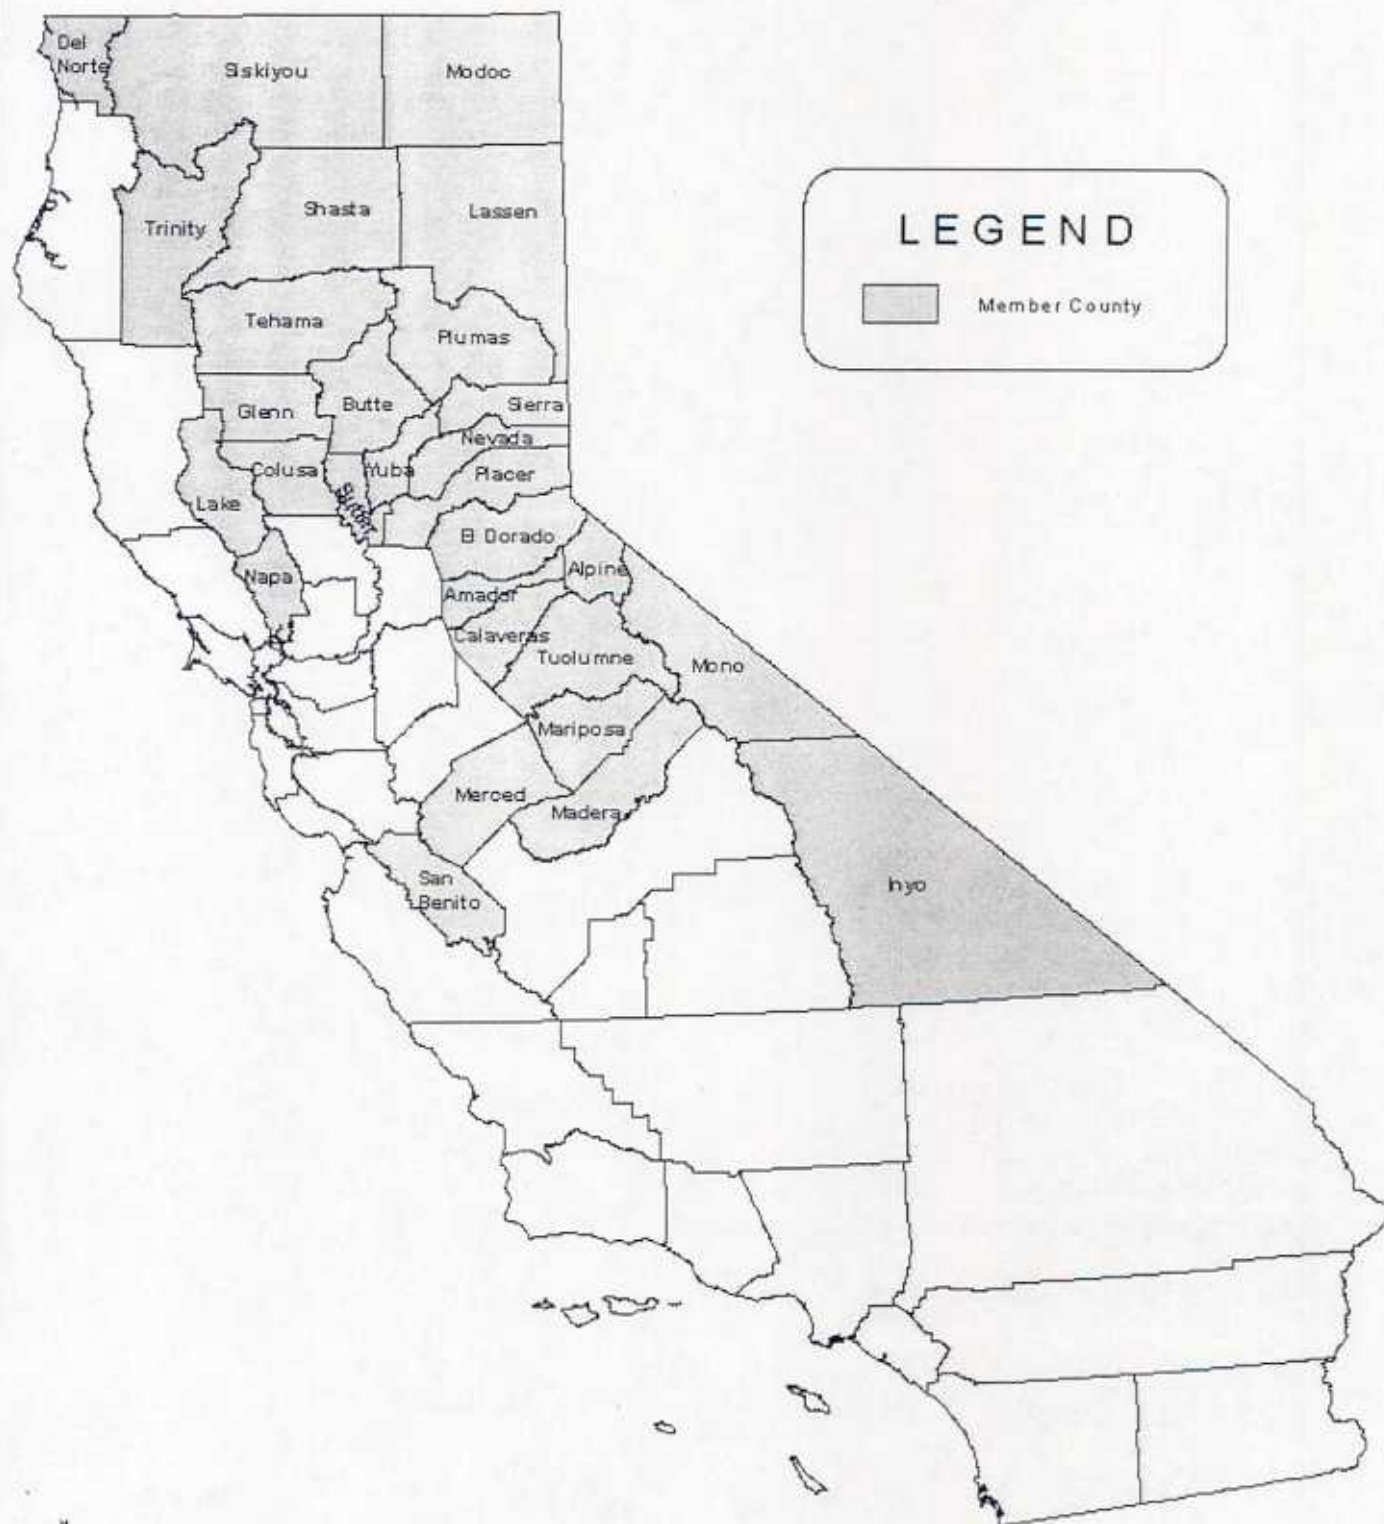 Del
Norte
Siskiyou
Modoc
Trinity
Shasta
Lassen
LEGEND
Member County
Tehama
Plumas
Glenn
Butte
Sierra
Nevada
Colusa
Yuba
Placer
Lake
Sutter
El Dorado
Napa
Alpine
Amador
Calaveras
Tuolumne
Mono
Mariposa
Merced
Madera
San
Benito
Inyo